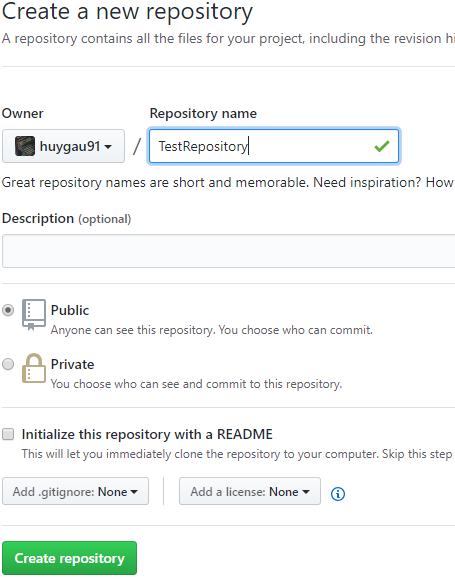 Create a new repository
A repository contains all the files for your project, including the revision hi
Owner Repository name
huygau91 / TestRepository
Great repository names are short and memorable. Need inspiration? How
Description (optional)
Public
Anyone can see this repository. You choose who can commit.
Private
You choose who can see and commit to this repository.
Initialize this repository with a README
This will let you immediately clone the repository to your computer. Skip this step
Add .gitignore: None Add a license: None
Create repository